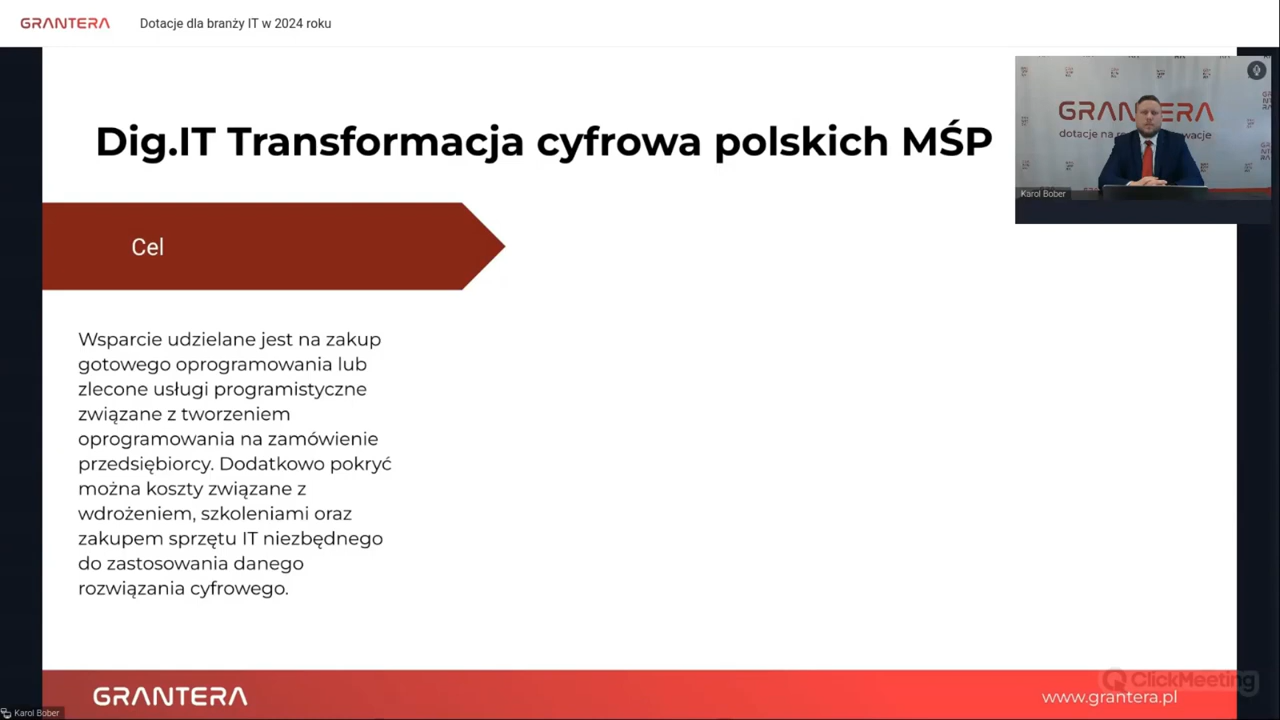 GRANTERA
Dotacje dla branży IT w 2024 roku
Dig.IT Transformacja cyfrowa polskich MŚP
GRANTERA
Karol Bober
Cel
Wsparcie udzielane jest na zakup
gotowego oprogramowania lub
zlecone usługi programistyczne
związane z tworzeniem
oprogramowania na zamówienie
przedsiębiorcy. Dodatkowo pokryć
można koszty związane z
wdrożeniem, szkoleniami oraz
zakupem sprzętu IT niezbędnego
do zastosowania danego
rozwiązania cyfrowego.
GRANTERA
ClickMeeting
www.grantera.pl
Karol Bober